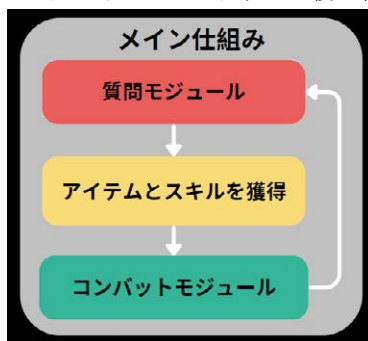 メイン仕組み
質問モジュール
アイテムとスキルを獲得
コンバットモジュール